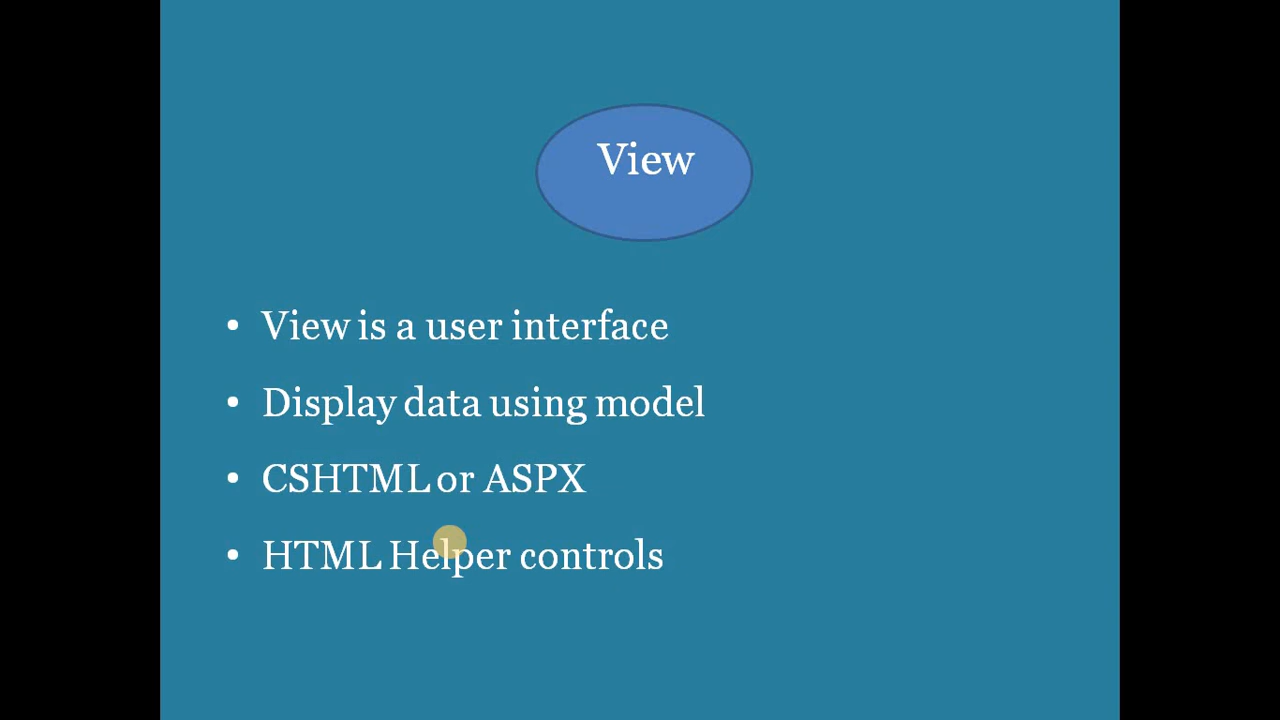 View
• View is a user interface
• Display data using model
• CSHTML or ASPX
• HTML Helper controls